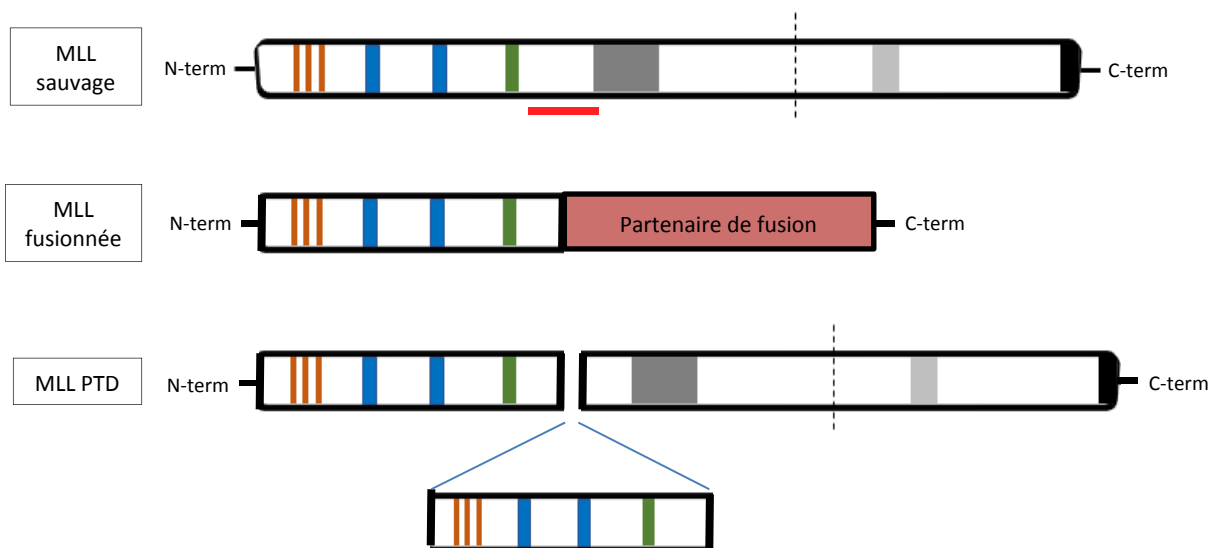 MLL
sauvage
N-term
C-term
MLL
fusionnée
N-term
Partenaire de fusion
C-term
MLL PTD
N-term
C-term